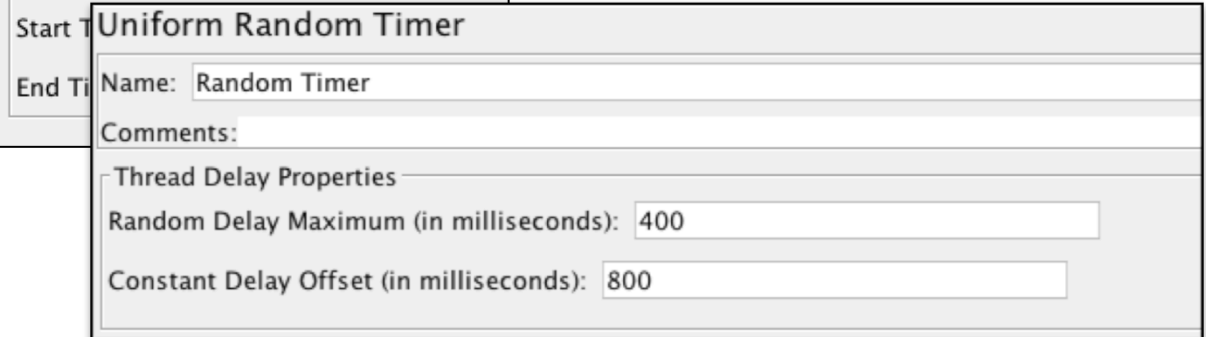 Start T
End Ti
Uniform Random Timer
Name: Random Timer
Comments:
Thread Delay Properties
Random Delay Maximum (in milliseconds): 400
Constant Delay Offset (in milliseconds): 800